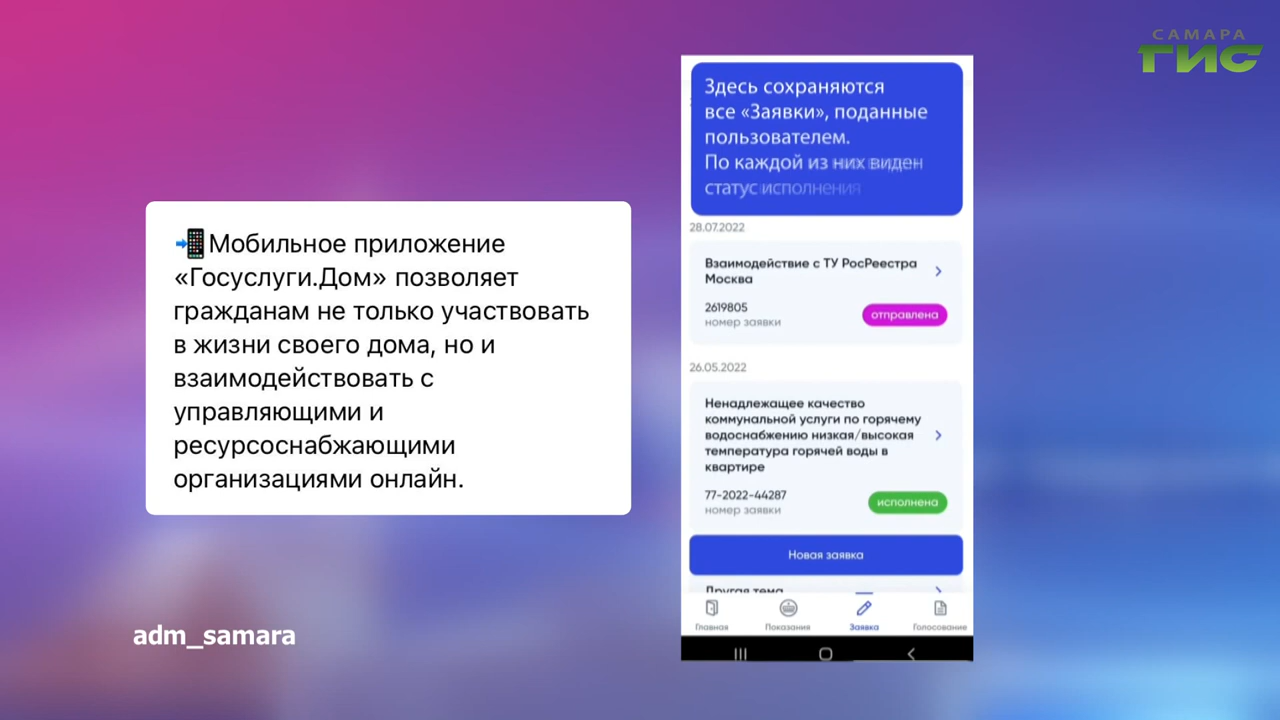 САМАРА
ГИС
📲Мобильное приложение
«Госуслуги.Дом» позволяет
гражданам не только участвовать
в жизни своего дома, но и
взаимодействовать с
управляющими и
ресурсоснабжающими
организациями онлайн.
adm_samara
Здесь сохраняются
все «Заявки», поданные
пользователем.
По каждой из них виден
статус исполнения
28.07.2022
Взаимодействие с ТУ РосРеестра
Москва
2619805
номер заявки
отправлена
26.05.2022
Ненадлежащее качество
коммунальной услуги по горячему
водоснабжению низкая/высокая
температура горячей воды в
квартире
77-2022-44287
номер заявки
исполнена
Новая заявка
Другая тема
Главная
Показания
Заявка
Голосование